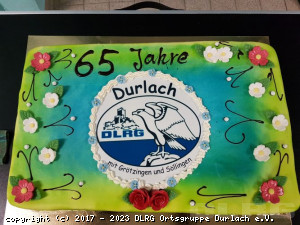 65 Jahre
Durlach
DLRG
mit Grötzingen und Söllingen
copyright (c) 2017 - 2023 DLRG Ortsgruppe Durlach e.V.